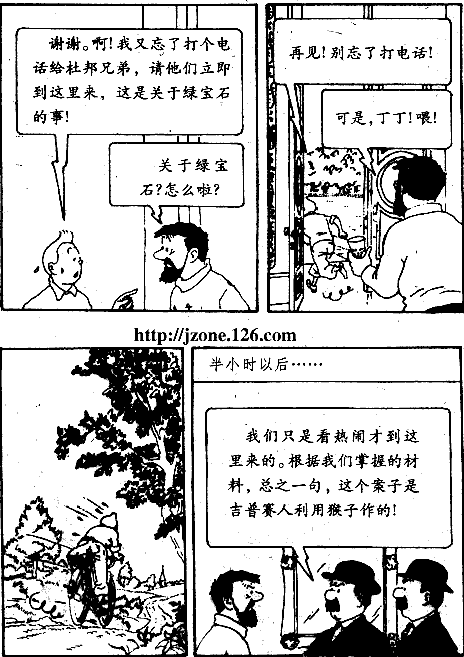 谢谢。啊!我又忘了打个电
话给杜邦兄弟，请他们立即
到这里来，这是关于绿宝石
的事!
关于绿宝
石?怎么啦?
再见!别忘了打电话!
可是,丁丁!喂!
http://jzone.126.com
半小时以后……
我们只是看热闹才到这
里来的。根据我们掌握的材
料，总之一句，这个案子是
吉普赛人利用猴子作的!